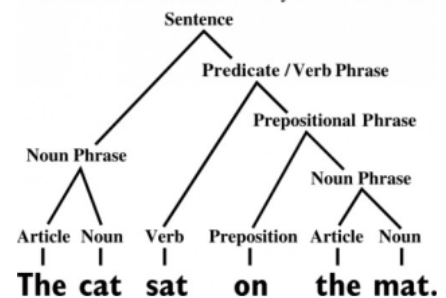 Sentence
Predicate / Verb Phrase
Prepositional Phrase
Noun Phrase
Noun Phrase
Article Noun Verb Preposition Article Noun
The cat sat on the mat.